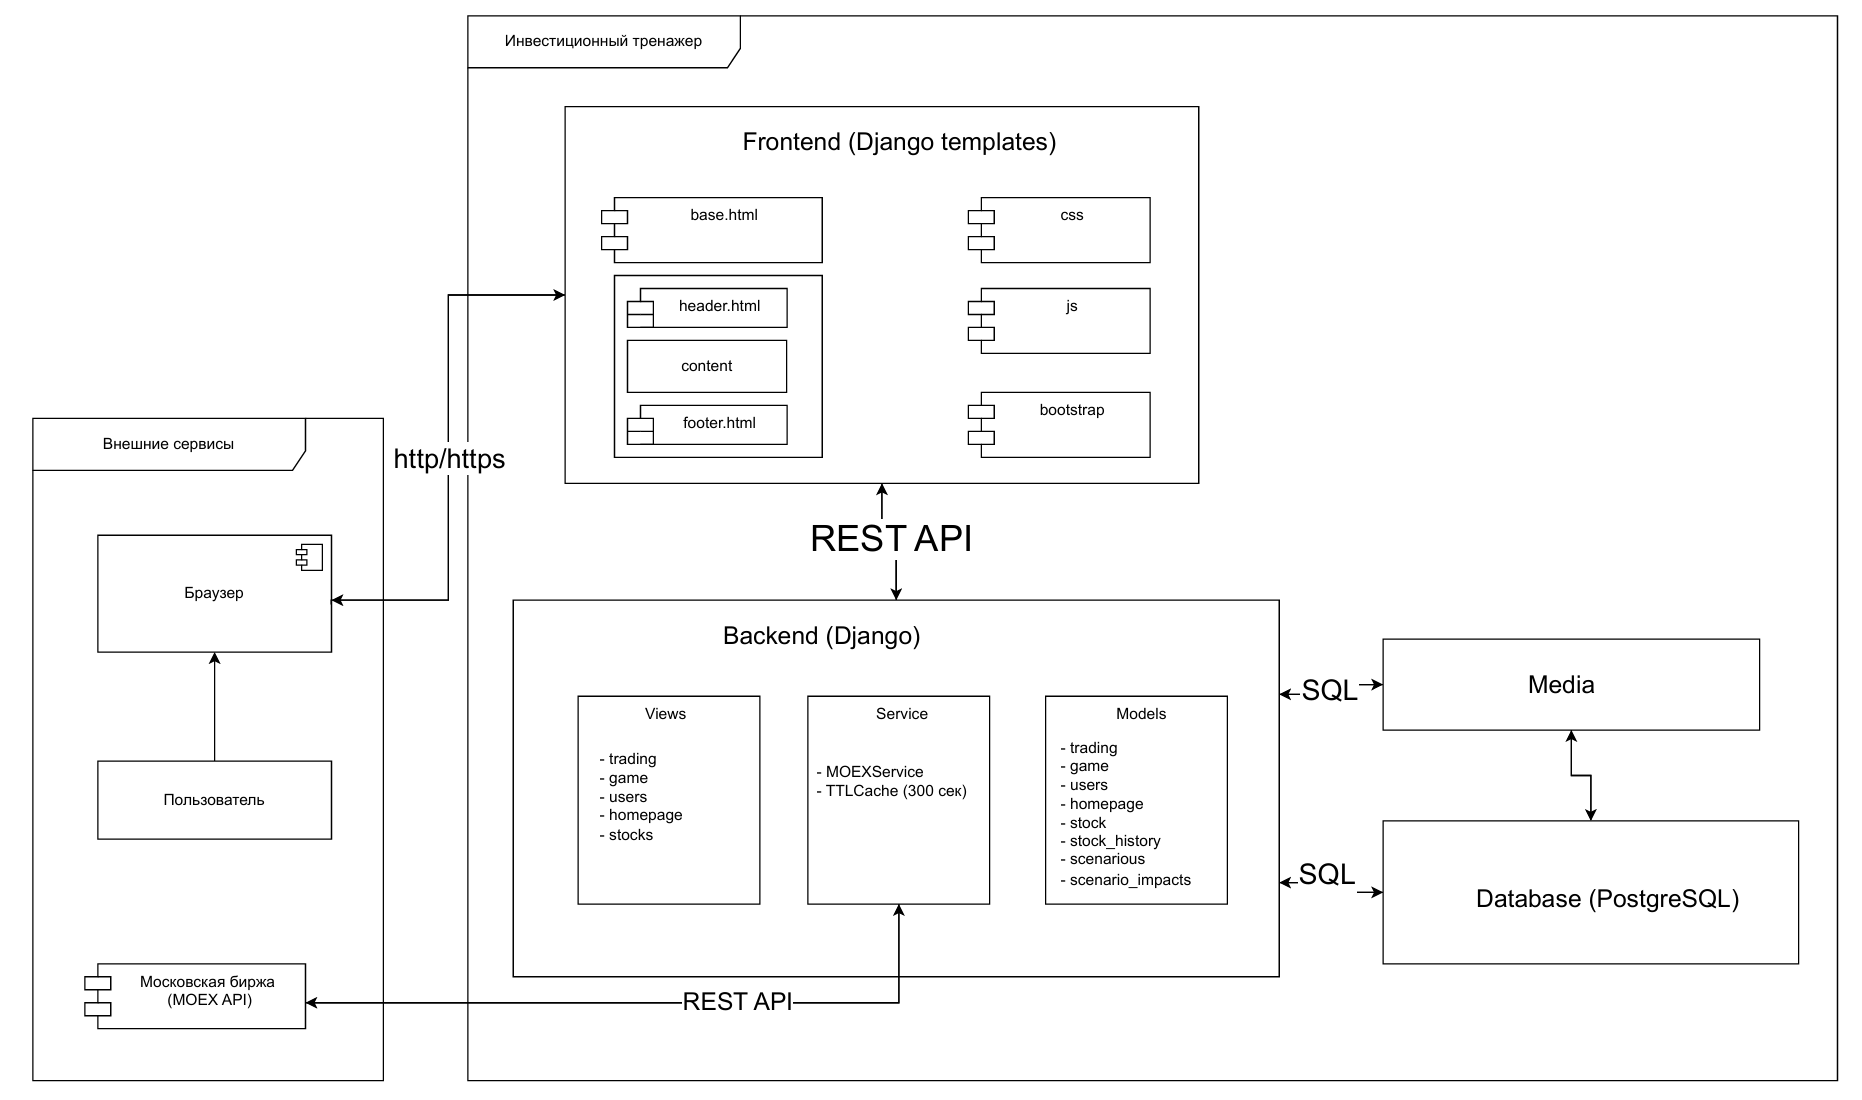 Инвестиционный тренажер
Frontend (Django templates)
base.html
css
header.html
js
content
footer.html
bootstrap
Внешние сервисы
http/https
Браузер
Пользователь
Московская биржа
(MOEX API)
REST API
Backend (Django)
Views
- trading
- game
- users
- homepage
- stocks
Service
- MOEXService
- TTLCache (300 сек)
Models
- trading
- game
- users
- homepage
- stock
- stock_history
- scenarious
- scenario_impacts
SQL
Media
SQL
Database (PostgreSQL)
REST API